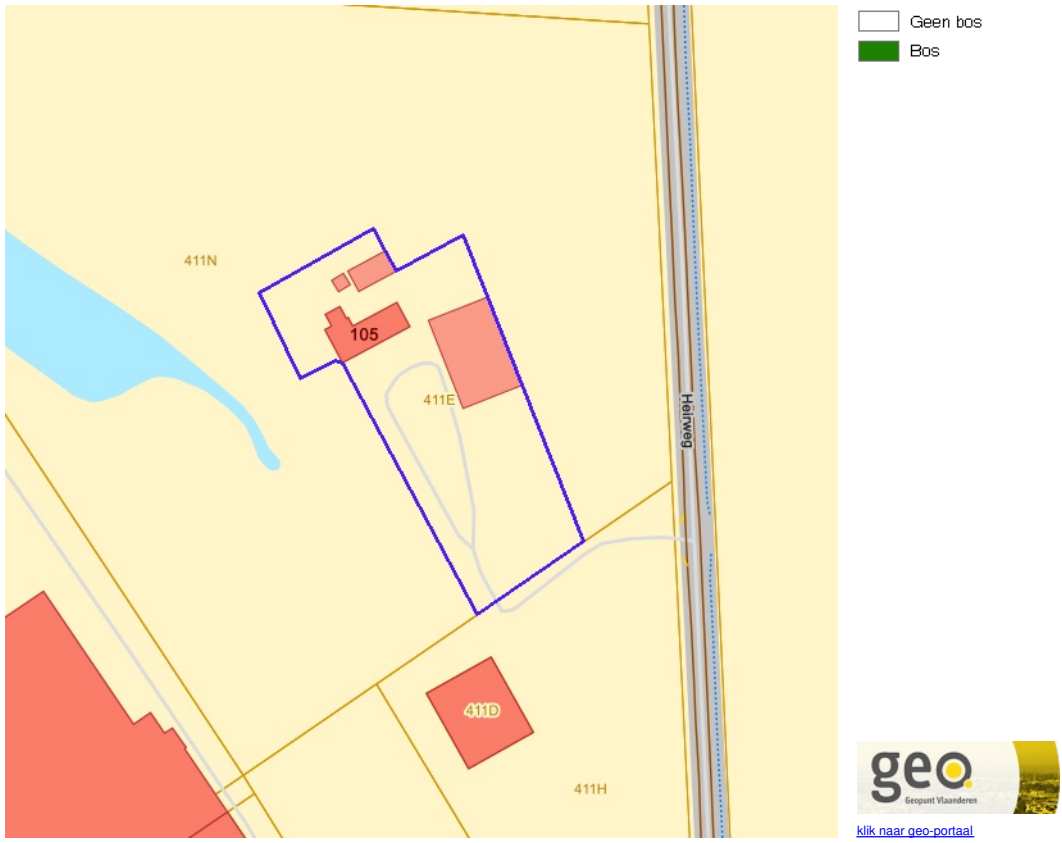 Geen bos
Bos
411N
105
411E
Heirweg
411D
411H
geo
Geopunt Vlaanderen
klik naar geo-portaal